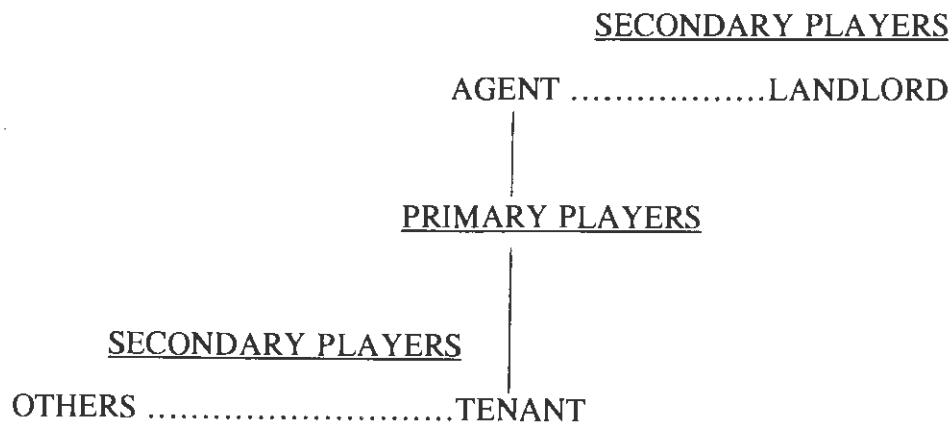 SECONDARY PLAYERS
AGENT ..................LANDLORD
PRIMARY PLAYERS
SECONDARY PLAYERS
OTHERS ............................TENANT